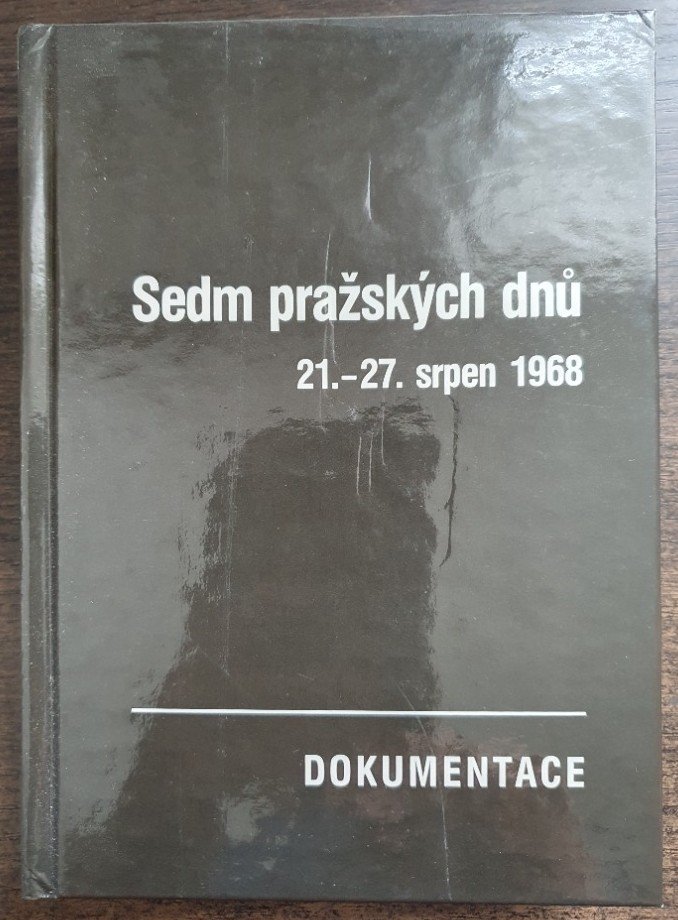 Sedm pražských dnů
21.–27. srpen 1968
DOKUMENTACE